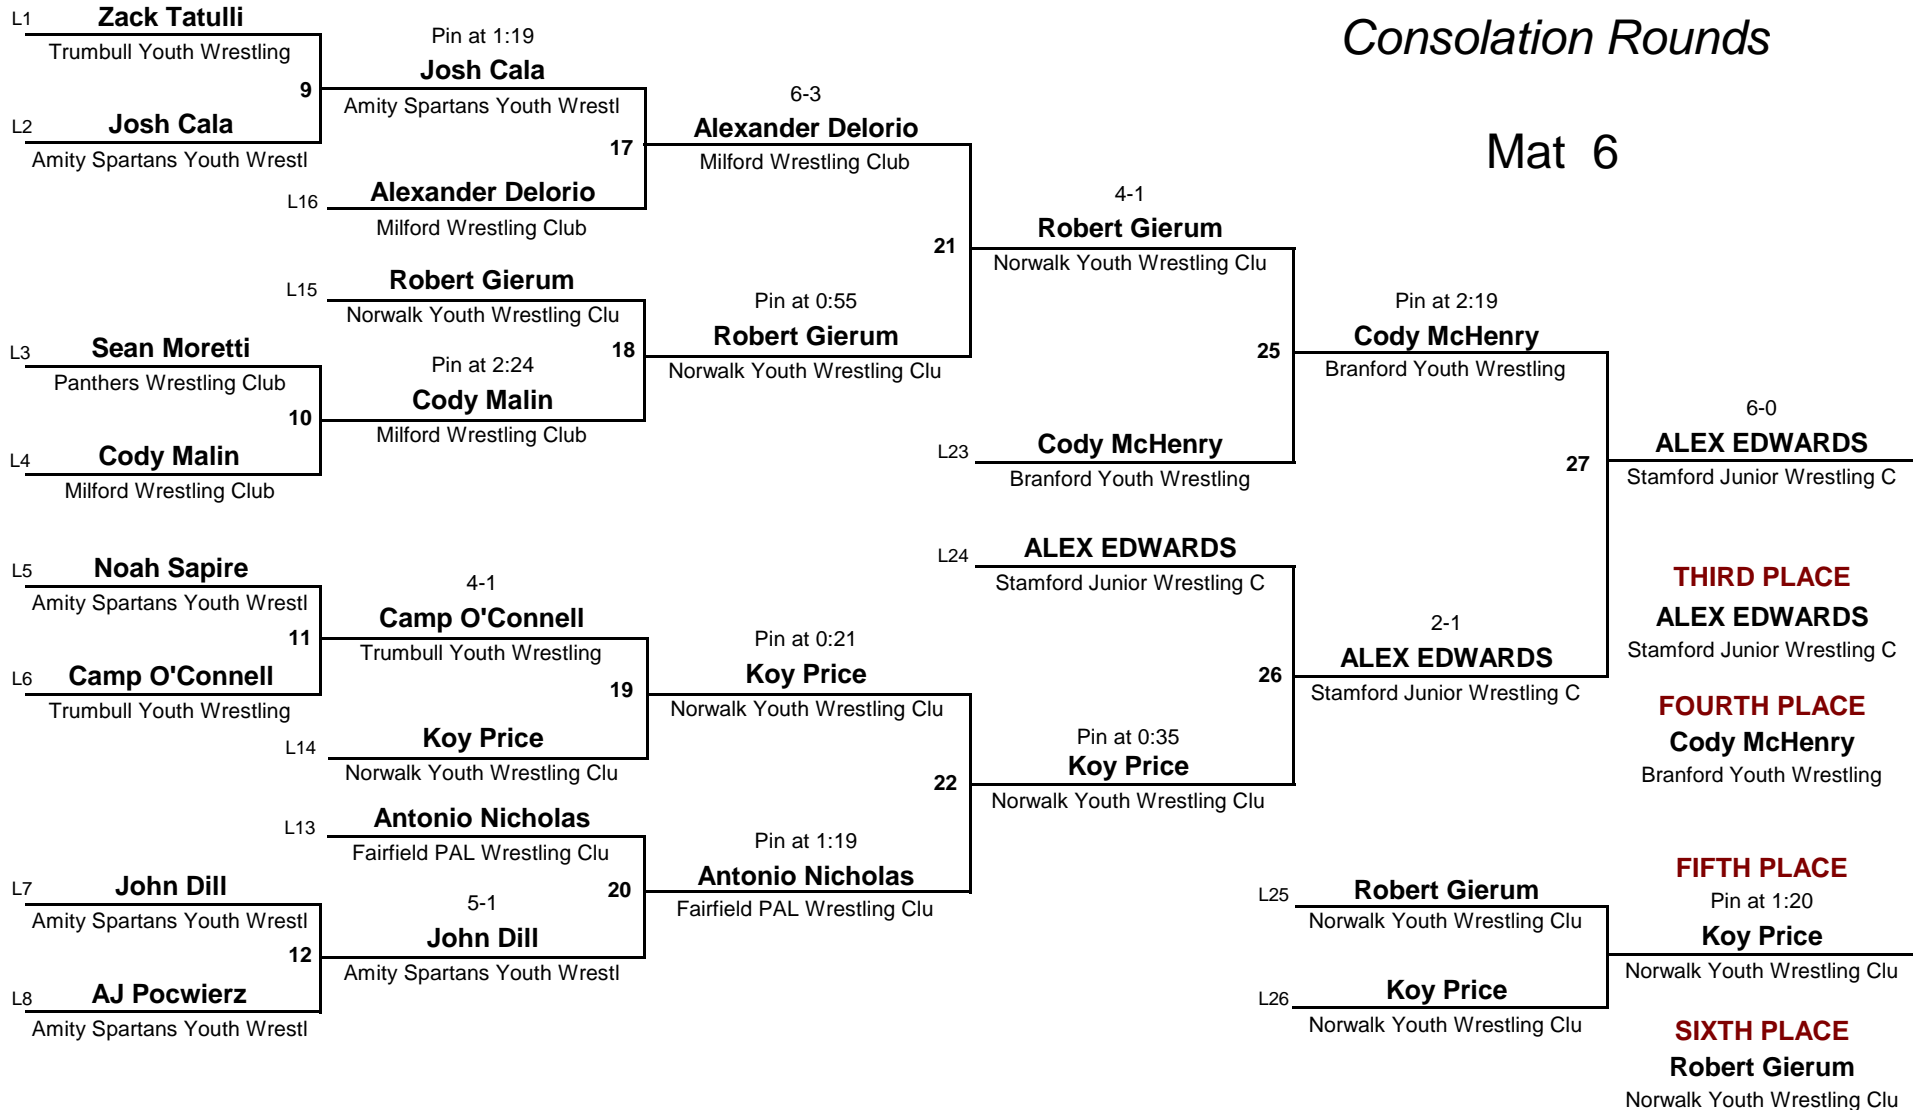 Consolation Rounds
Mat 6
L1 Zack Tatulli
Trumbull Youth Wrestling
9
L2 Josh Cala
Amity Spartans Youth Wrestl
Pin at 1:19
Josh Cala
Amity Spartans Youth Wrestl
17
L16 Alexander Delorio
Milford Wrestling Club
6-3
Alexander Delorio
Milford Wrestling Club
L15 Robert Gierum
Norwalk Youth Wrestling Clu
18
L3 Sean Moretti
Panthers Wrestling Club
10
L4 Cody Malin
Milford Wrestling Club
Pin at 2:24
Cody Malin
Milford Wrestling Club
Pin at 0:55
Robert Gierum
Norwalk Youth Wrestling Clu
21
4-1
Robert Gierum
Norwalk Youth Wrestling Clu
25
L23 Cody McHenry
Branford Youth Wrestling
Pin at 2:19
Cody McHenry
Branford Youth Wrestling
27
6-0
ALEX EDWARDS
Stamford Junior Wrestling C
L5 Noah Sapire
Amity Spartans Youth Wrestl
11
L6 Camp O'Connell
Trumbull Youth Wrestling
4-1
Camp O'Connell
Trumbull Youth Wrestling
19
L14 Koy Price
Norwalk Youth Wrestling Clu
Pin at 0:21
Koy Price
Norwalk Youth Wrestling Clu
22
L13 Antonio Nicholas
Fairfield PAL Wrestling Clu
20
L7 John Dill
Amity Spartans Youth Wrestl
12
L8 AJ Pocwierz
Amity Spartans Youth Wrestl
5-1
John Dill
Amity Spartans Youth Wrestl
Pin at 1:19
Antonio Nicholas
Fairfield PAL Wrestling Clu
L24 ALEX EDWARDS
Stamford Junior Wrestling C
26
Pin at 0:35
Koy Price
Norwalk Youth Wrestling Clu
2-1
ALEX EDWARDS
Stamford Junior Wrestling C
THIRD PLACE
ALEX EDWARDS
Stamford Junior Wrestling C
FOURTH PLACE
Cody McHenry
Branford Youth Wrestling
L25 Robert Gierum
Norwalk Youth Wrestling Clu
L26 Koy Price
Norwalk Youth Wrestling Clu
FIFTH PLACE
Pin at 1:20
Koy Price
Norwalk Youth Wrestling Clu
SIXTH PLACE
Robert Gierum
Norwalk Youth Wrestling Clu